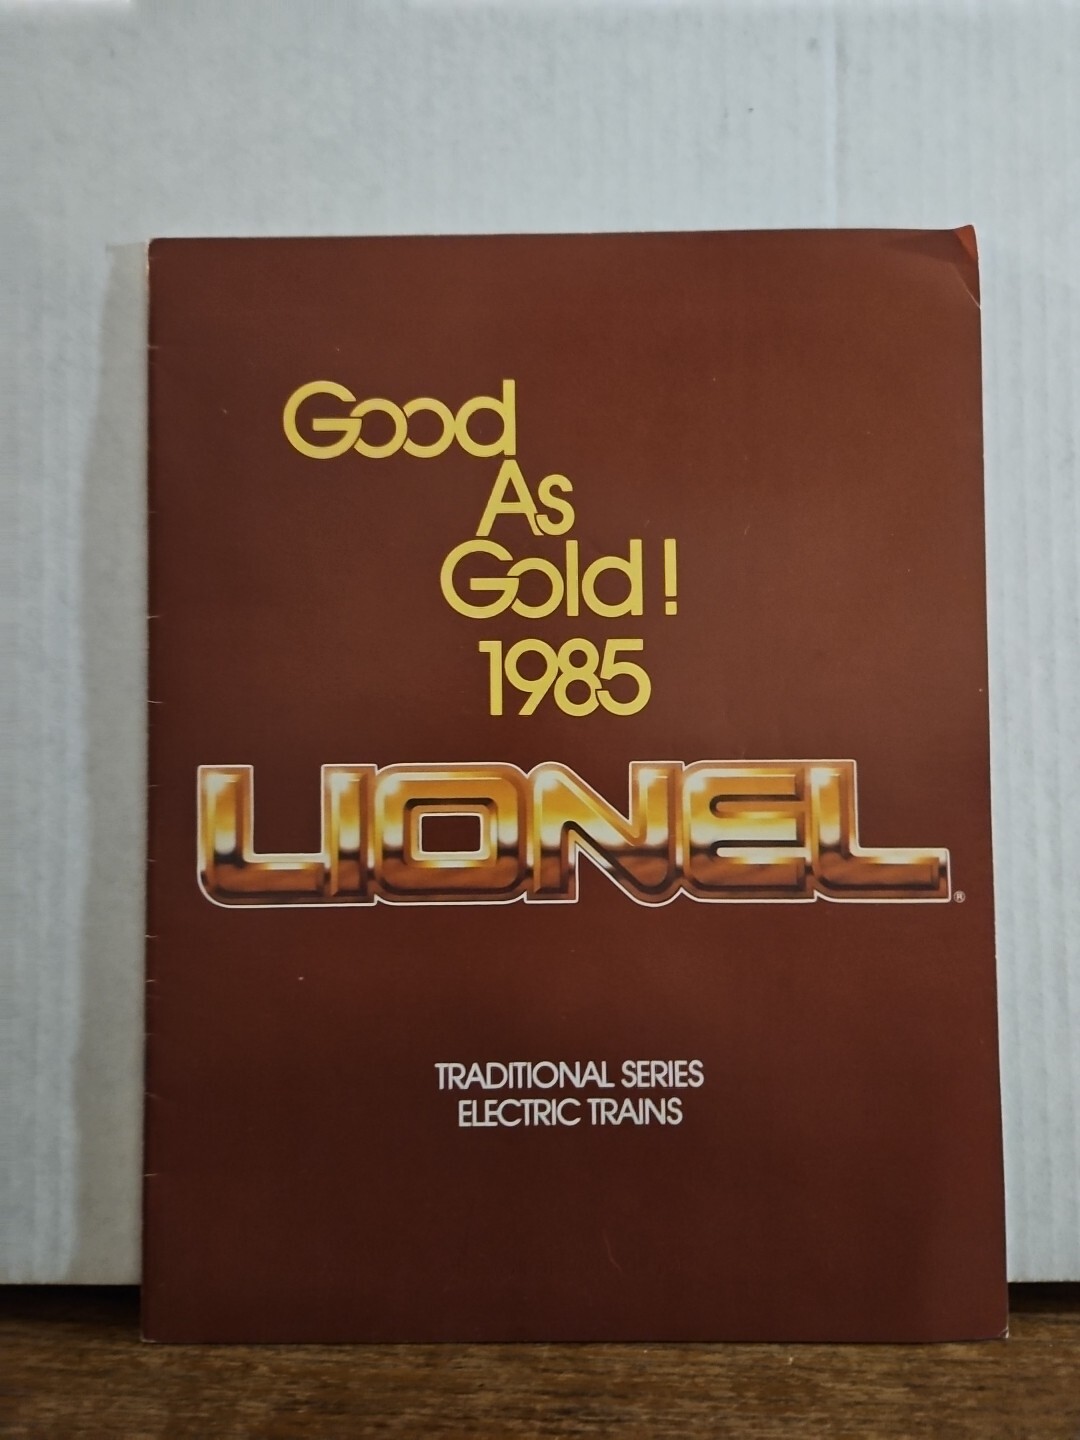 Good
As
Gold!
1985
LIONEL®
TRADITIONAL SERIES
ELECTRIC TRAINS